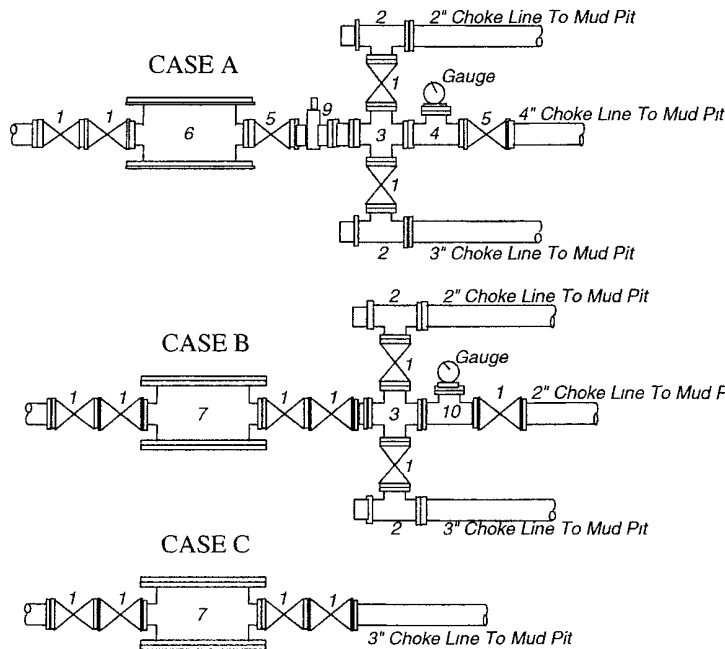 2
2" Choke Line To Mud Pit
CASE A
1
Gauge
1
1
6
5
9
3
4
5
4" Choke Line To Mud Pit
1
2
3" Choke Line To Mud Pit
2
2" Choke Line To Mud Pit
CASE B
1
Gauge
1
1
7
1
1
3
10
1
2" Choke Line To Mud P
1
2
3" Choke Line To Mud Pit
CASE C
1
1
7
1
1
3" Choke Line To Mud Pit